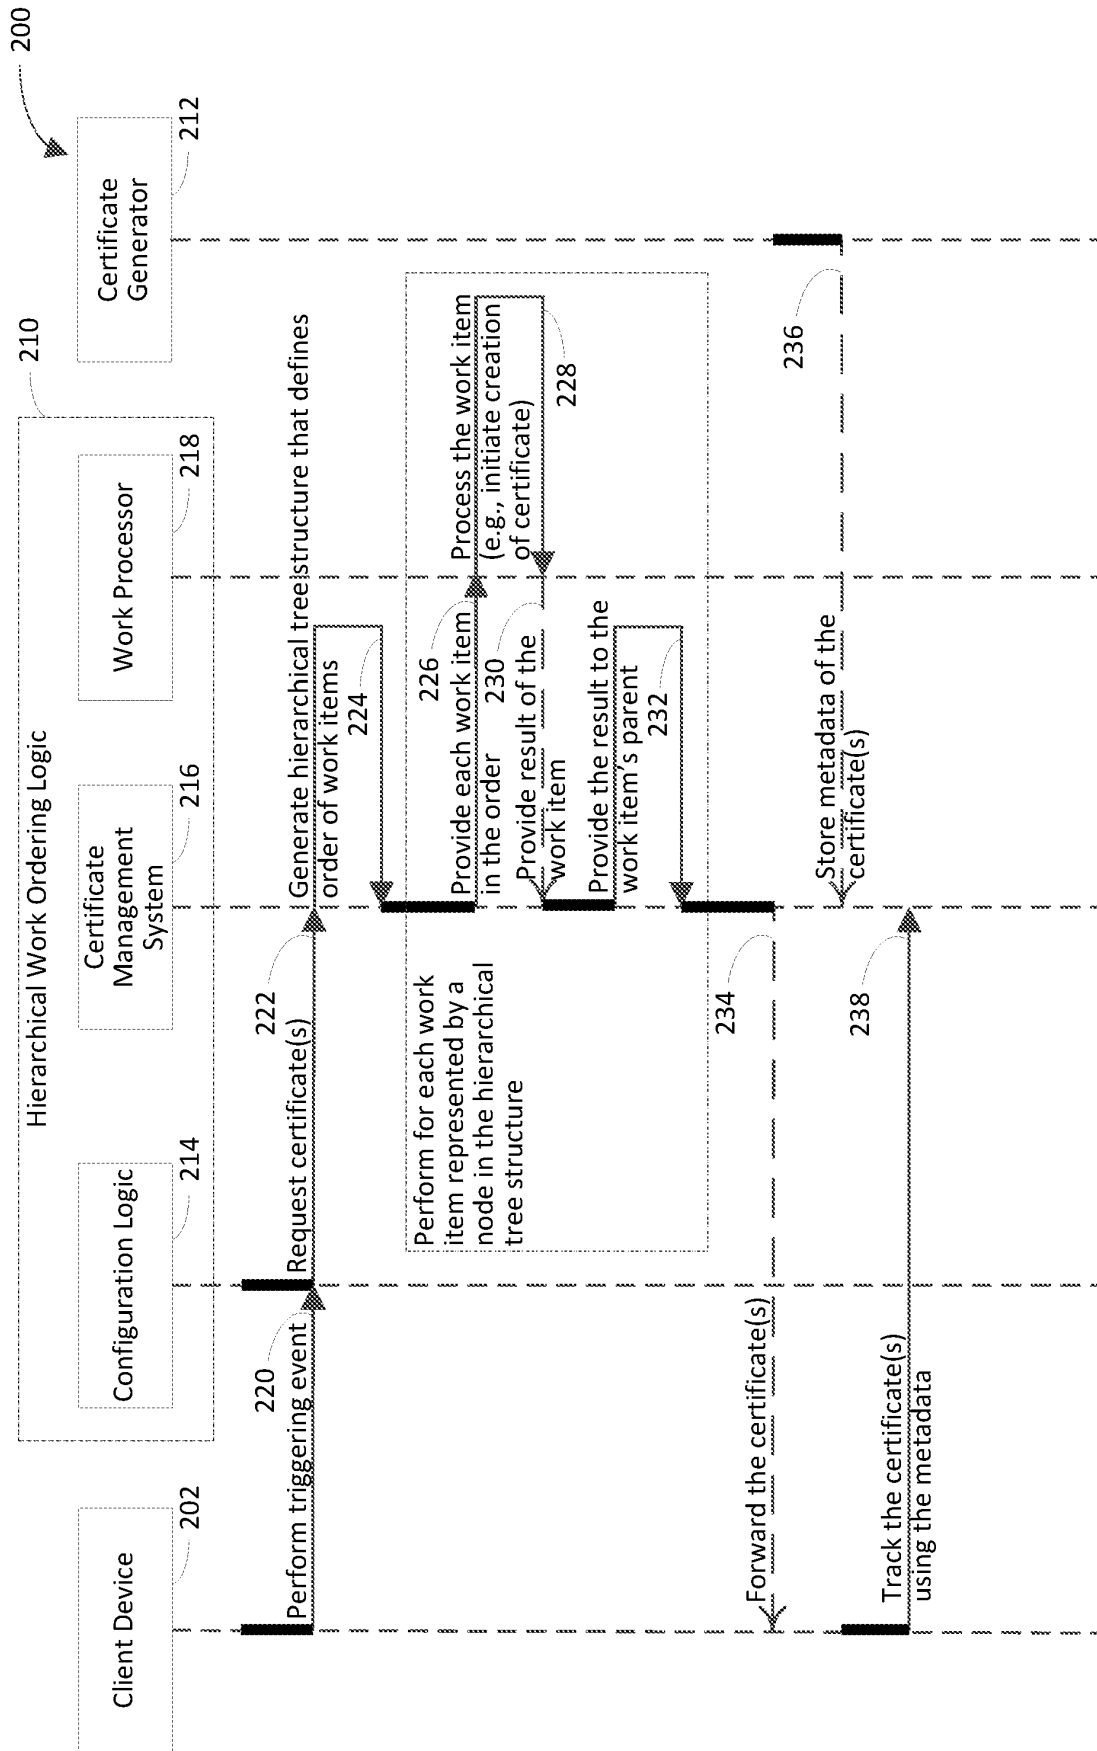 200
Hierarchical Work Ordering Logic
210
Client Device
202
Configuration Logic
214
Certificate
Management
System
216
Work Processor
218
Certificate
Generator
212
Perform triggering event
220
Request certificate(s)
222
Generate hierarchical tree structure that defines
order of work items
224
Perform for each work
item represented by a
node in the hierarchical
tree structure
Provide each work item
in the order
226
Process the work item
(e.g., initiate creation
of certificate)
228
Provide result of the
work item
230
Provide the result to the
work item's parent
232
Forward the certificate(s)
234
Store metadata of the
certificate(s)
236
Track the certificate(s)
using the metadata
238